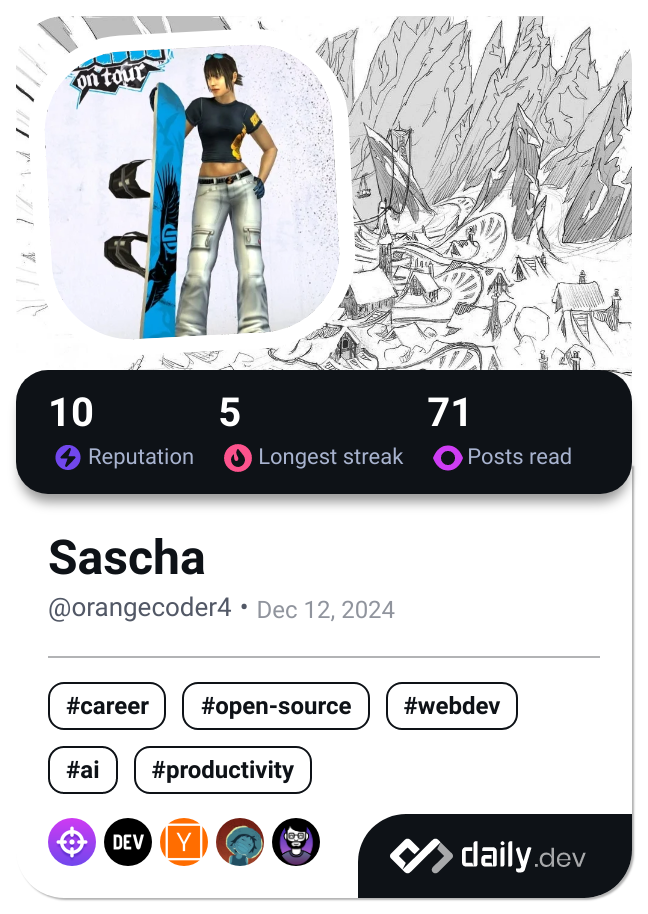 on tour
10
5
71
Reputation
Longest streak
Posts read
Sascha
@orangecoder4 • Dec 12, 2024
#career
#open-source
#webdev
#ai
#productivity
DEV
Y
daily.dev